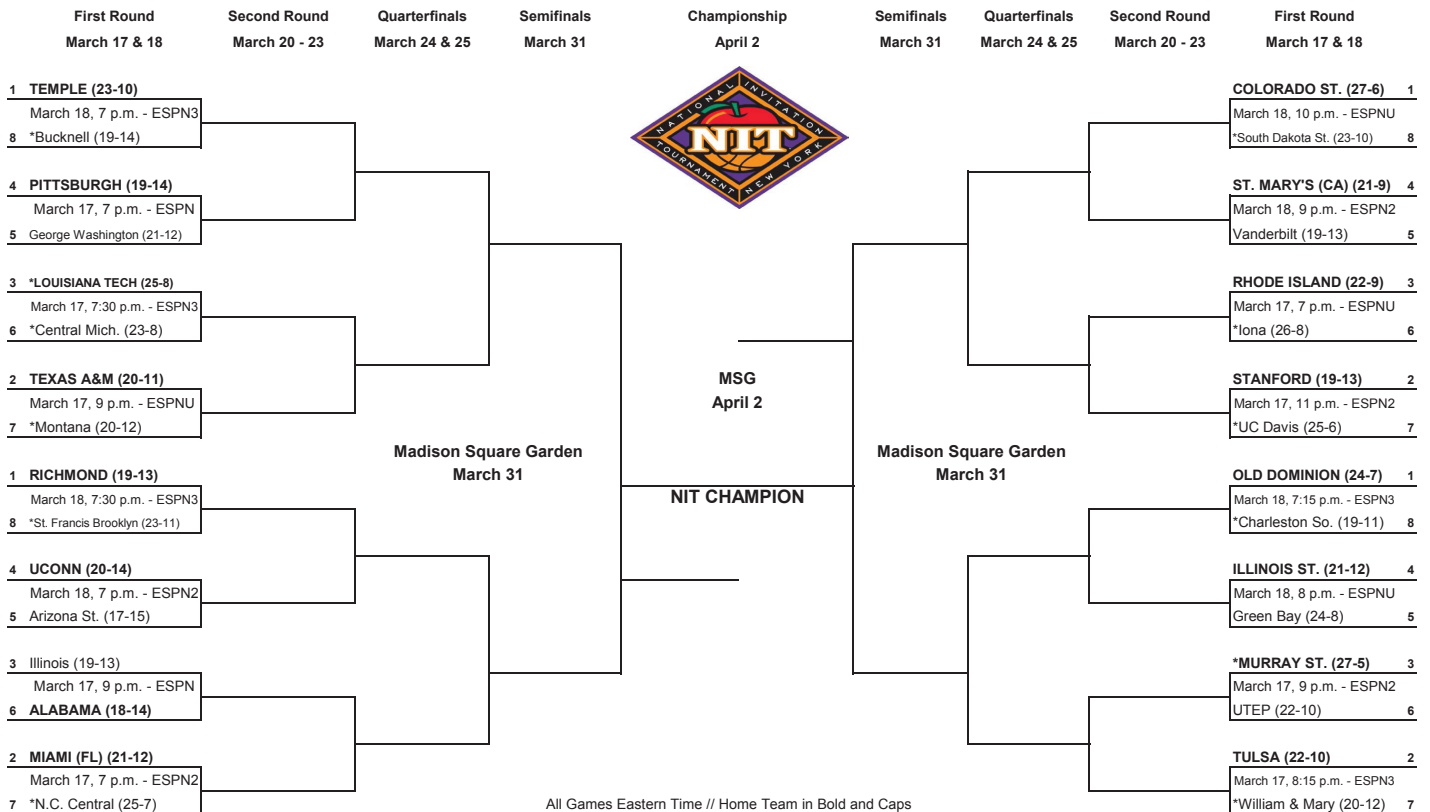 First Round Second Round Quarterfinals Semifinals Championship Semifinals Quarterfinals Second Round First Round
March 17 & 18 March 20 - 23 March 24 & 25 March 31 April 2 March 31 March 24 & 25 March 20 - 23 March 17 & 18
NATIONAL INVITATION
NIT
TOURNAMENT NEW YORK
1 TEMPLE (23-10)
March 18, 7 p.m. - ESPN3
8 *Bucknell (19-14)
4 PITTSBURGH (19-14)
March 17, 7 p.m. - ESPN
5 George Washington (21-12)
3 *LOUISIANA TECH (25-8)
March 17, 7:30 p.m. - ESPN3
6 *Central Mich. (23-8)
2 TEXAS A&M (20-11)
March 17, 9 p.m. - ESPNU
7 *Montana (20-12)
1 RICHMOND (19-13)
March 18, 7:30 p.m. - ESPN3
8 *St. Francis Brooklyn (23-11)
4 UCONN (20-14)
March 18, 7 p.m. - ESPN2
5 Arizona St. (17-15)
3 Illinois (19-13)
March 17, 9 p.m. - ESPN
6 ALABAMA (18-14)
2 MIAMI (FL) (21-12)
March 17, 7 p.m. - ESPN2
7 *N.C. Central (25-7)
Madison Square Garden
March 31
MSG
April 2
NIT CHAMPION
Madison Square Garden
March 31
COLORADO ST. (27-6) 1
March 18, 10 p.m. - ESPNU
*South Dakota St. (23-10) 8
ST. MARY'S (CA) (21-9) 4
March 18, 9 p.m. - ESPN2
Vanderbilt (19-13) 5
RHODE ISLAND (22-9) 3
March 17, 7 p.m. - ESPNU
*Iona (26-8) 6
STANFORD (19-13) 2
March 17, 11 p.m. - ESPN2
*UC Davis (25-6) 7
OLD DOMINION (24-7) 1
March 18, 7:15 p.m. - ESPN3
*Charleston So. (19-11) 8
ILLINOIS ST. (21-12) 4
March 18, 8 p.m. - ESPNU
Green Bay (24-8) 5
*MURRAY ST. (27-5) 3
March 17, 9 p.m. - ESPN2
UTEP (22-10) 6
TULSA (22-10) 2
March 17, 8:15 p.m. - ESPN3
*William & Mary (20-12) 7
All Games Eastern Time // Home Team in Bold and Caps